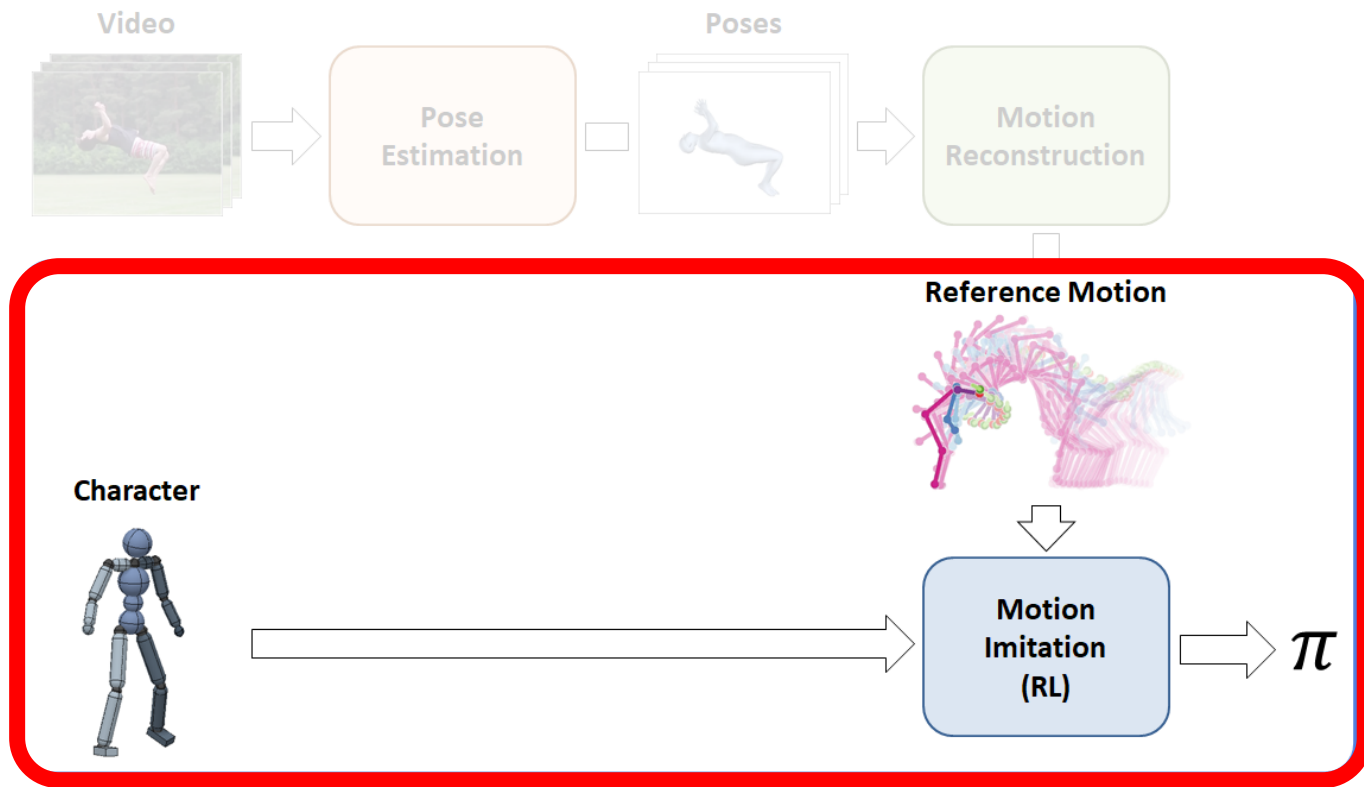 Video
Poses
Pose
Estimation
Motion
Reconstruction
Reference Motion
Character
Motion
Imitation
(RL)
π